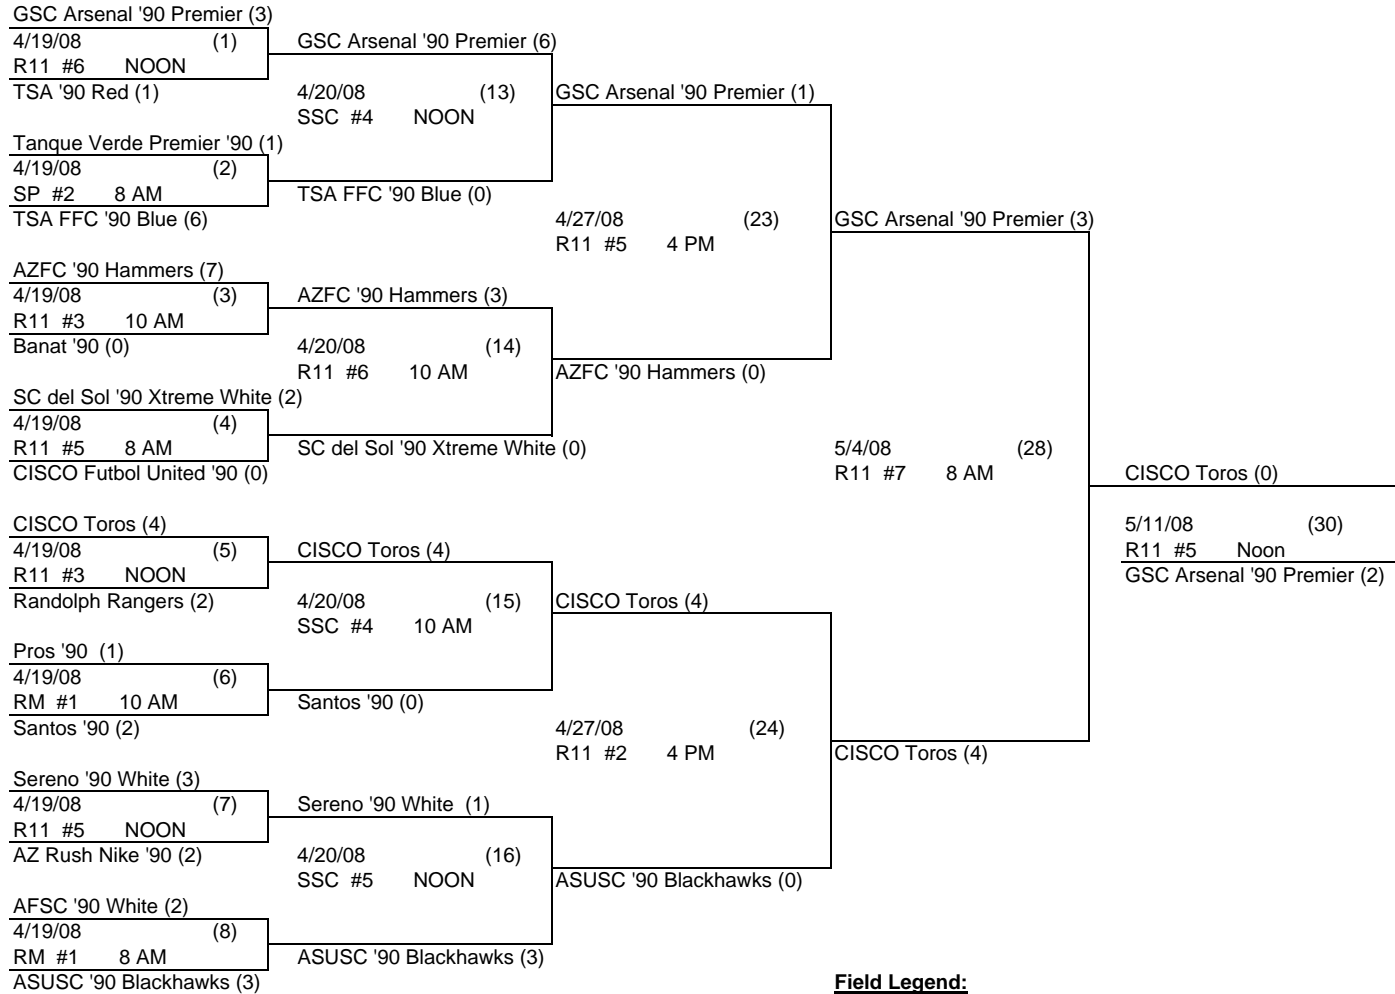 GSC Arsenal '90 Premier (3)
4/19/08 (1)
R11 #6 NOON
TSA '90 Red (1)
Tanque Verde Premier '90 (1)
4/19/08 (2)
SP #2 8 AM
TSA FFC '90 Blue (6)
AZFC '90 Hammers (7)
4/19/08 (3)
R11 #3 10 AM
Banat '90 (0)
SC del Sol '90 Xtreme White (2)
4/19/08 (4)
R11 #5 8 AM
CISCO Futbol United '90 (0)
CISCO Toros (4)
4/19/08 (5)
R11 #3 NOON
Randolph Rangers (2)
Pros '90 (1)
4/19/08 (6)
RM #1 10 AM
Santos '90 (2)
Sereno '90 White (3)
4/19/08 (7)
R11 #5 NOON
AZ Rush Nike '90 (2)
AFSC '90 White (2)
4/19/08 (8)
RM #1 8 AM
ASUSC '90 Blackhawks (3)
GSC Arsenal '90 Premier (6)
4/20/08 (13)
SSC #4 NOON
TSA FFC '90 Blue (0)
AZFC '90 Hammers (3)
4/20/08 (14)
R11 #6 10 AM
SC del Sol '90 Xtreme White (0)
CISCO Toros (4)
4/20/08 (15)
SSC #4 10 AM
Santos '90 (0)
Sereno '90 White (1)
4/20/08 (16)
SSC #5 NOON
ASUSC '90 Blackhawks (3)
GSC Arsenal '90 Premier (1)
4/27/08 (23)
R11 #5 4 PM
AZFC '90 Hammers (0)
CISCO Toros (4)
4/27/08 (24)
R11 #2 4 PM
ASUSC '90 Blackhawks (0)
GSC Arsenal '90 Premier (3)
5/4/08 (28)
R11 #7 8 AM
CISCO Toros (4)
CISCO Toros (0)
5/11/08 (30)
R11 #5 Noon
GSC Arsenal '90 Premier (2)
Field Legend: